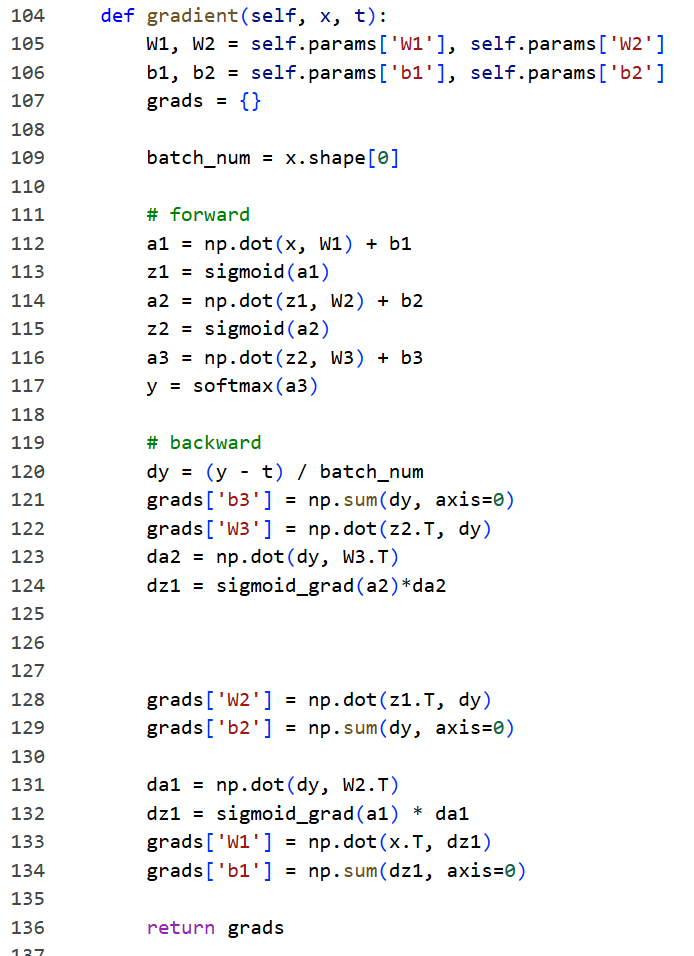 104     def gradient(self, x, t):
105         W1, W2 = self.params['W1'], self.params['W2']
106         b1, b2 = self.params['b1'], self.params['b2']
107         grads = {}
108
109         batch_num = x.shape[0]
110
111         # forward
112         a1 = np.dot(x, W1) + b1
113         z1 = sigmoid(a1)
114         a2 = np.dot(z1, W2) + b2
115         z2 = sigmoid(a2)
116         a3 = np.dot(z2, W3) + b3
117         y = softmax(a3)
118
119         # backward
120         dy = (y - t) / batch_num
121         grads['b3'] = np.sum(dy, axis=0)
122         grads['W3'] = np.dot(z2.T, dy)
123         da2 = np.dot(dy, W3.T)
124         dz1 = sigmoid_grad(a2)*da2
125
126
127
128         grads['W2'] = np.dot(z1.T, dy)
129         grads['b2'] = np.sum(dy, axis=0)
130
131         da1 = np.dot(dy, W2.T)
132         dz1 = sigmoid_grad(a1) * da1
133         grads['W1'] = np.dot(x.T, dz1)
134         grads['b1'] = np.sum(dz1, axis=0)
135
136         return grads
137